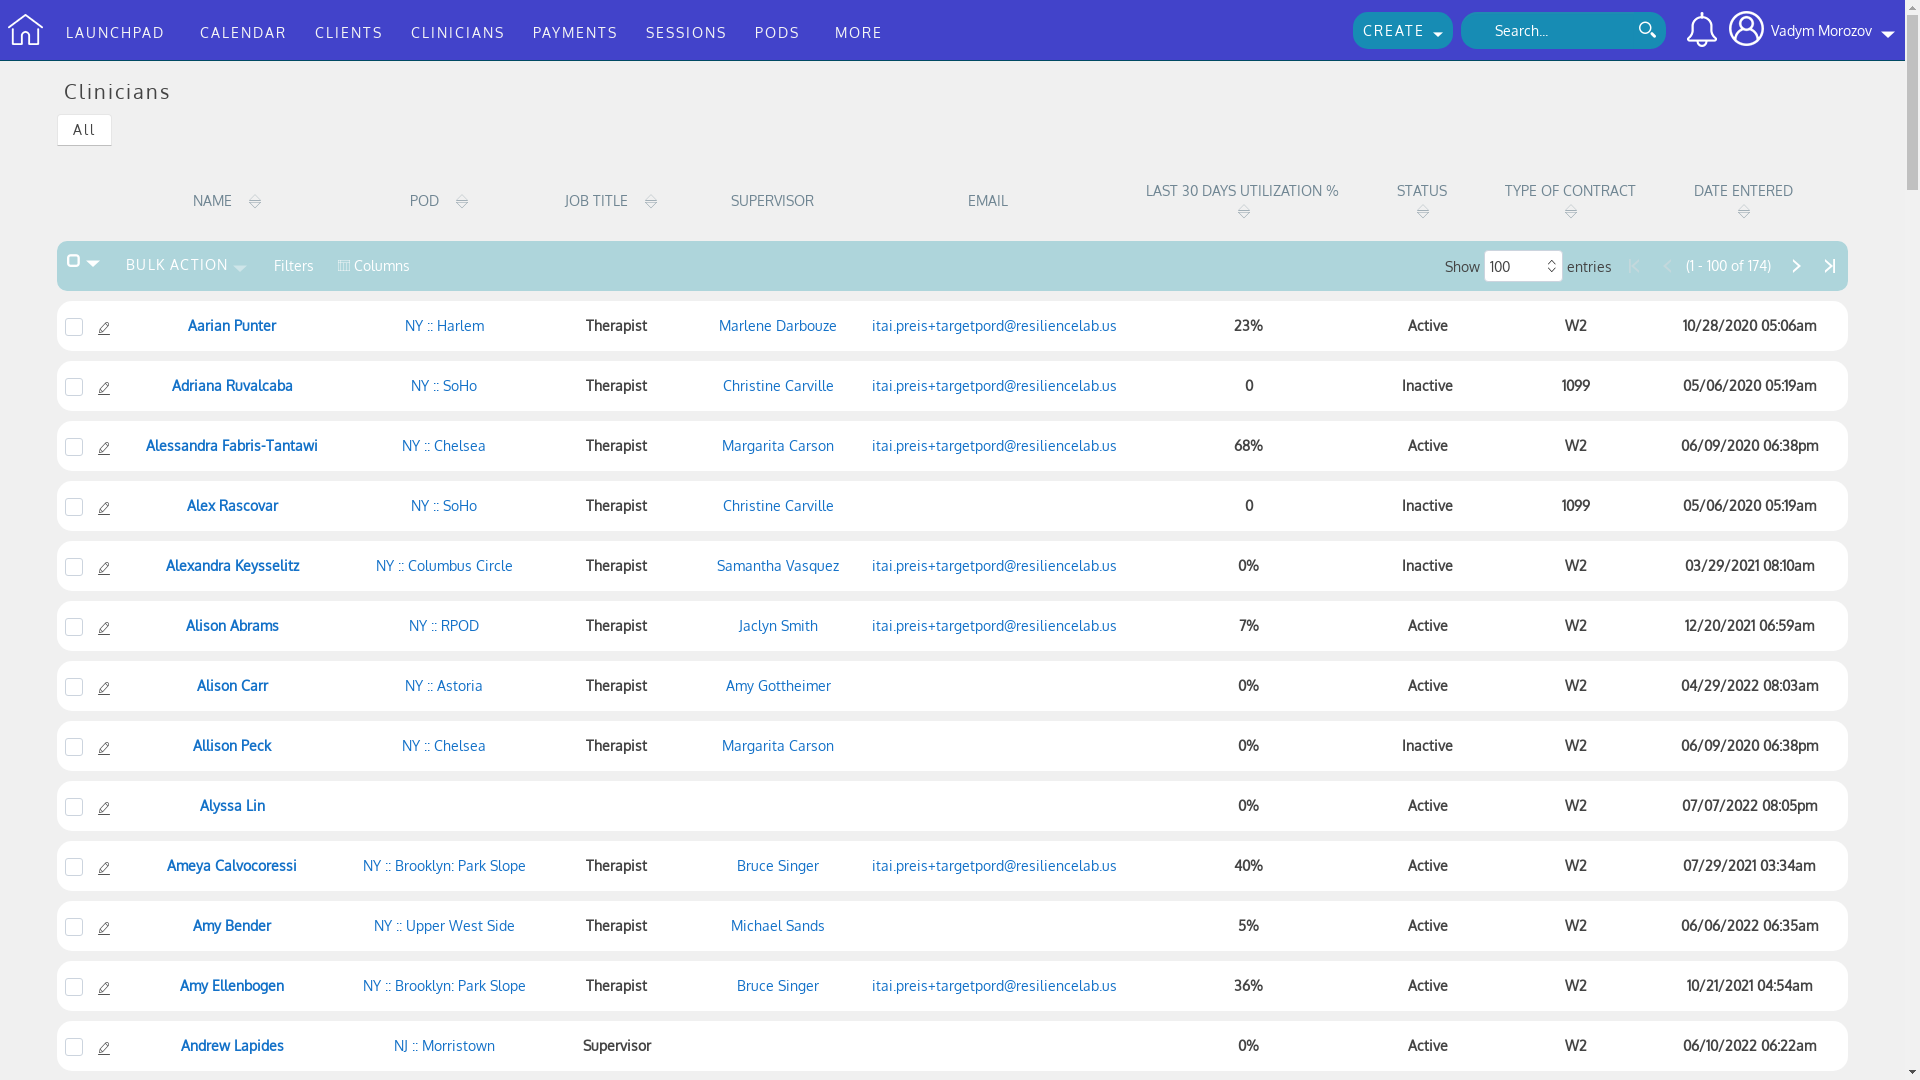 LAUNCHPAD CALENDAR CLIENTS CLINICIANS PAYMENTS SESSIONS PODS MORE CREATE Search... Vadym Morozov
Clinicians
All
NAME POD JOB TITLE SUPERVISOR EMAIL LAST 30 DAYS UTILIZATION % STATUS TYPE OF CONTRACT DATE ENTERED
BULK ACTION Filters Columns Show 100 entries (1 - 100 of 174)
Aarian Punter NY :: Harlem Therapist Marlene Darbouze itai.preis+targetpord@resiliencelab.us 23% Active W2 10/28/2020 05:06am
Adriana Ruvalcaba NY :: SoHo Therapist Christine Carville itai.preis+targetpord@resiliencelab.us 0 Inactive 1099 05/06/2020 05:19am
Alessandra Fabris-Tantawi NY :: Chelsea Therapist Margarita Carson itai.preis+targetpord@resiliencelab.us 68% Active W2 06/09/2020 06:38pm
Alex Rascovar NY :: SoHo Therapist Christine Carville 0 Inactive 1099 05/06/2020 05:19am
Alexandra Keysselitz NY :: Columbus Circle Therapist Samantha Vasquez itai.preis+targetpord@resiliencelab.us 0% Inactive W2 03/29/2021 08:10am
Alison Abrams NY :: RPOD Therapist Jaclyn Smith itai.preis+targetpord@resiliencelab.us 7% Active W2 12/20/2021 06:59am
Alison Carr NY :: Astoria Therapist Amy Gottheimer 0% Active W2 04/29/2022 08:03am
Allison Peck NY :: Chelsea Therapist Margarita Carson 0% Inactive W2 06/09/2020 06:38pm
Alyssa Lin 0% Active W2 07/07/2022 08:05pm
Ameya Calvocoressi NY :: Brooklyn: Park Slope Therapist Bruce Singer itai.preis+targetpord@resiliencelab.us 40% Active W2 07/29/2021 03:34am
Amy Bender NY :: Upper West Side Therapist Michael Sands 5% Active W2 06/06/2022 06:35am
Amy Ellenbogen NY :: Brooklyn: Park Slope Therapist Bruce Singer itai.preis+targetpord@resiliencelab.us 36% Active W2 10/21/2021 04:54am
Andrew Lapides NJ :: Morristown Supervisor 0% Active W2 06/10/2022 06:22am